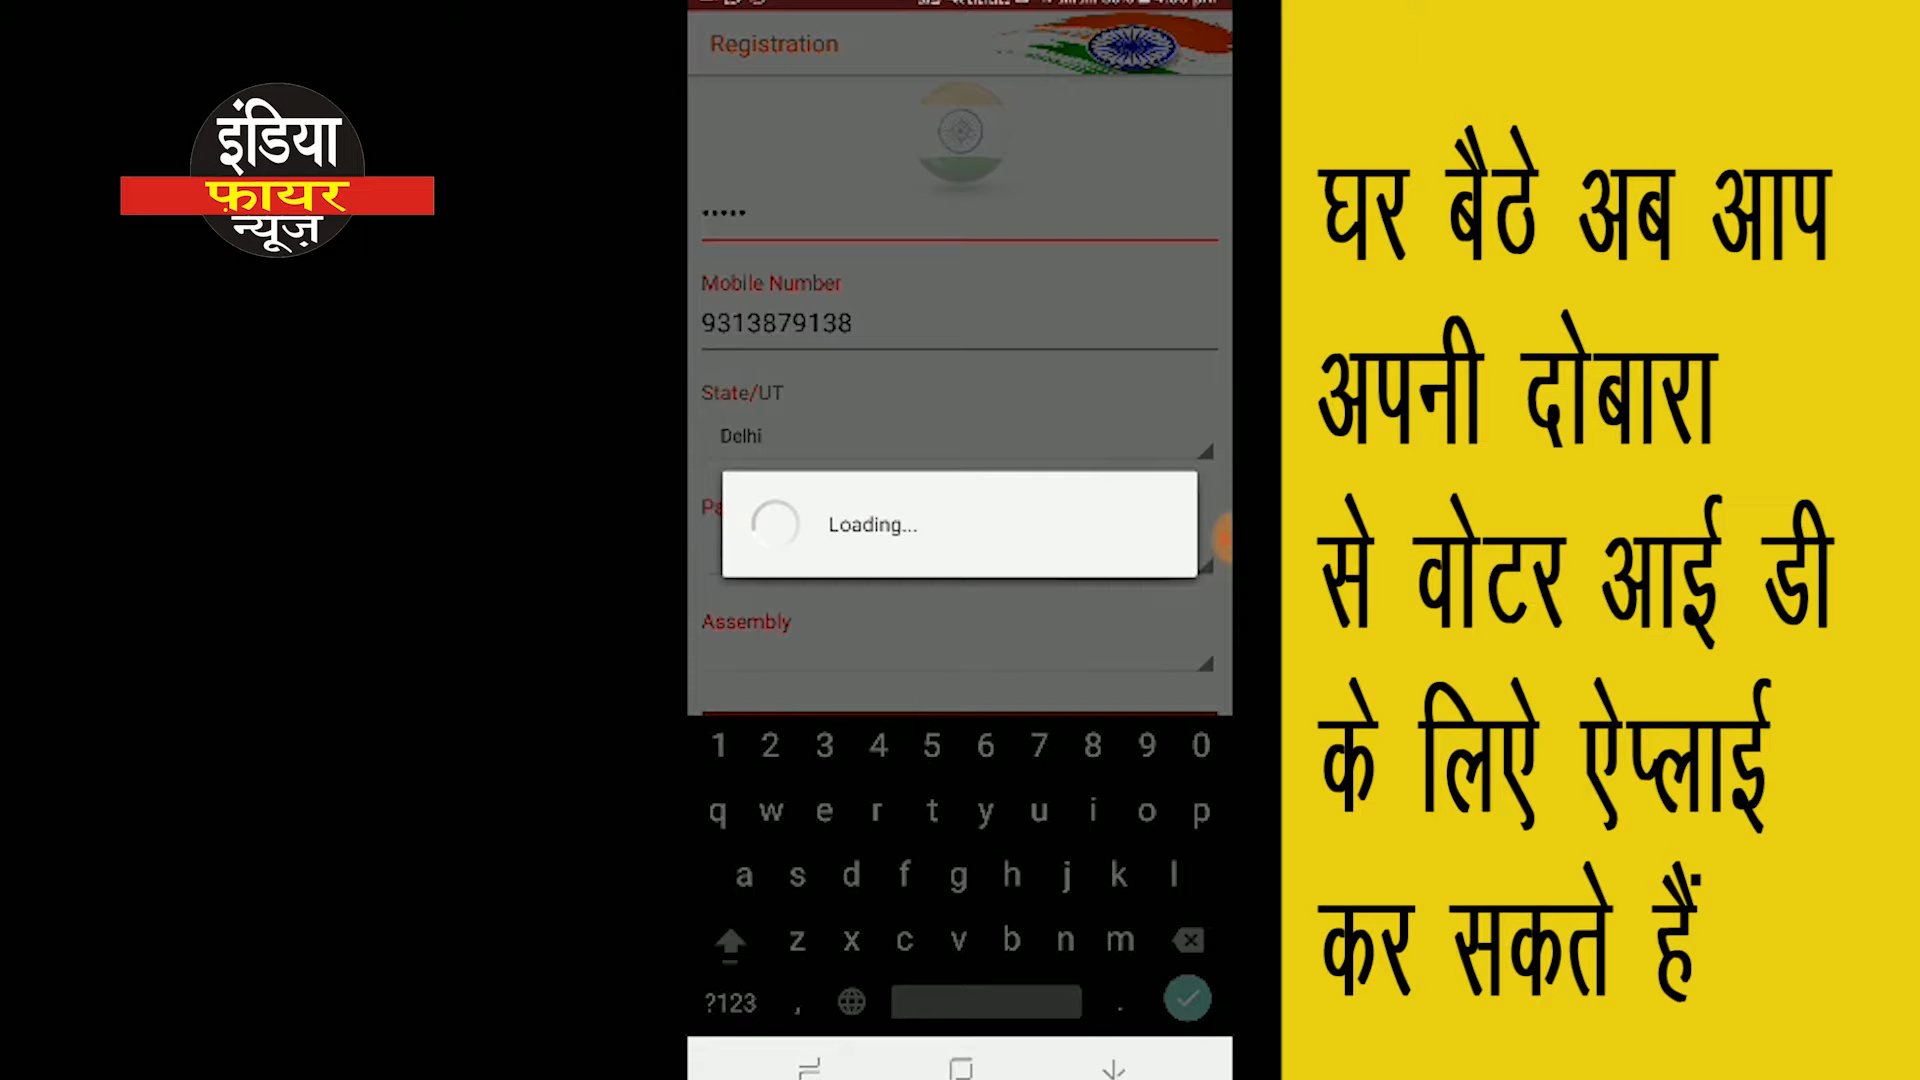 इंडिया
फ़ायर
न्यूज़
Registration
•••••
Mobile Number
9313879138
State/UT
Delhi
Loading...
Assembly
1 2 3 4 5 6 7 8 9 0
q w e r t y u i o p
a s d f g h j k l
z x c v b n m
?123 , .
घर बैठे अब आप
अपनी दोबारा
से वोटर आई डी
के लिऐ ऐप्लाई
कर सकते हैं